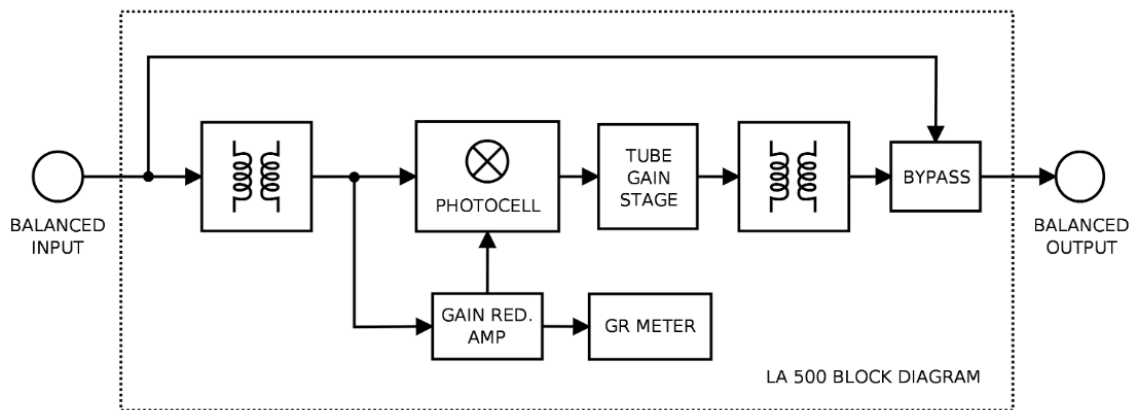 BALANCED
INPUT
PHOTOCELL
TUBE
GAIN
STAGE
BYPASS
BALANCED
OUTPUT
GAIN RED.
AMP
GR METER
LA 500 BLOCK DIAGRAM